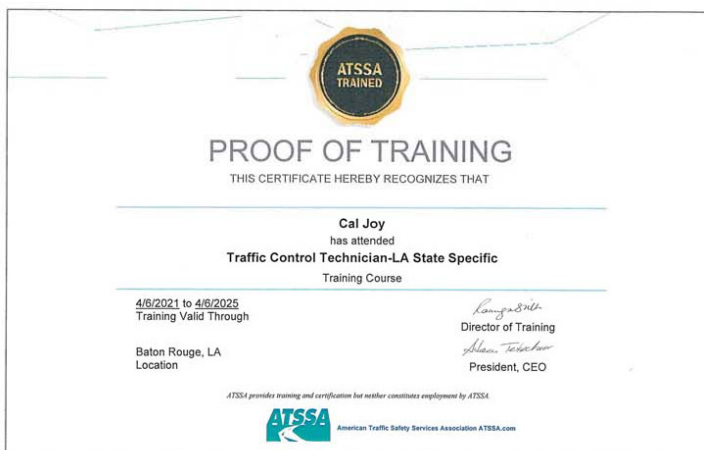 ATSSA
TRAINED
PROOF OF TRAINING
THIS CERTIFICATE HEREBY RECOGNIZES THAT
Cal Joy
has attended
Traffic Control Technician-LA State Specific
Training Course
4/6/2021 to 4/6/2025
Training Valid Through
Director of Training
Baton Rouge, LA
Location
President, CEO
ATSSA provides training and certification but neither constitutes employment by ATSSA.
ATSSA
American Traffic Safety Services Association ATSSA.com